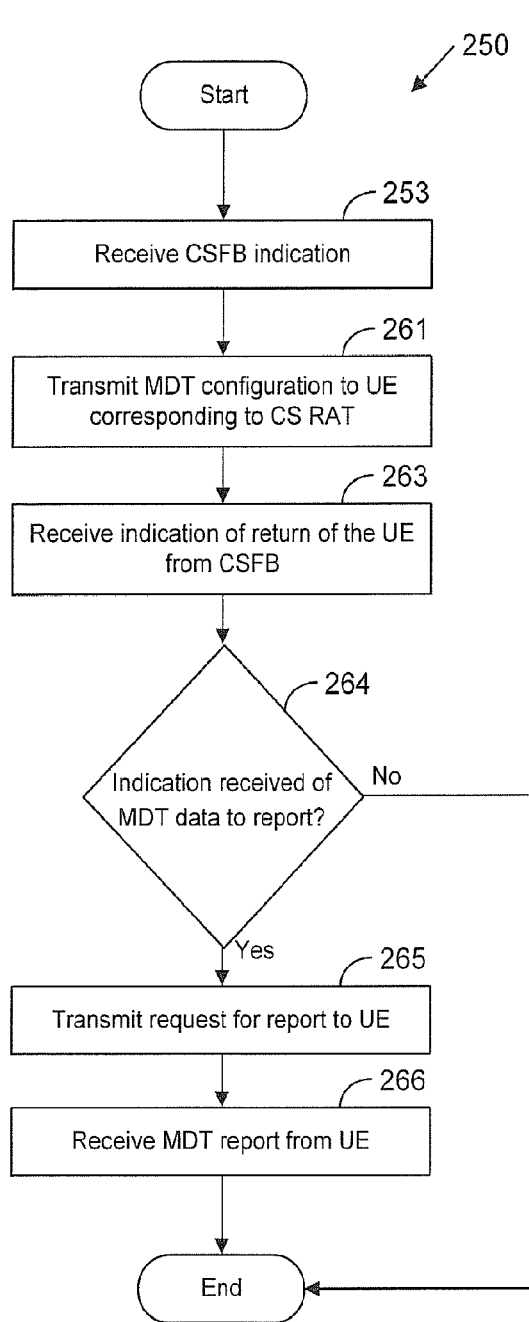 250
Start
253
Receive CSFB indication
261
Transmit MDT configuration to UE
corresponding to CS RAT
263
Receive indication of return of the UE
from CSFB
264
Indication received of
MDT data to report?
No
Yes
265
Transmit request for report to UE
266
Receive MDT report from UE
End